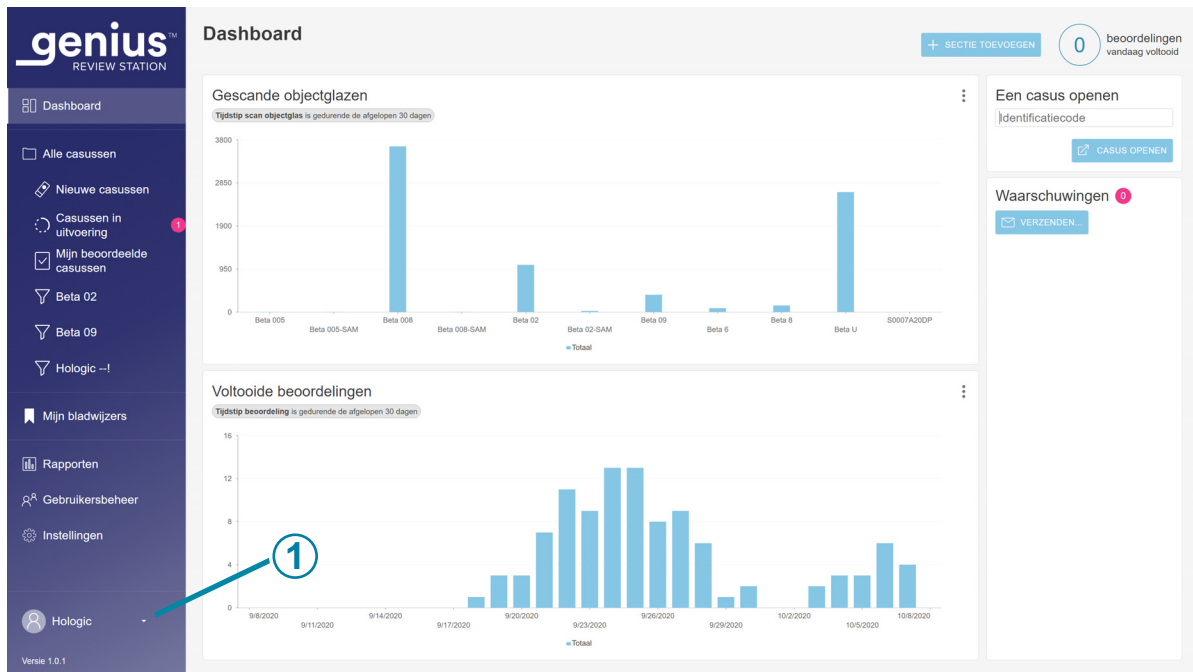 genius™
REVIEW STATION
Dashboard
Alle casussen
Nieuwe casussen
Casussen in
uitvoering
1
Mijn beoordeelde
casussen
Beta 02
Beta 09
Hologic --!
Mijn bladwijzers
Rapporten
Gebruikersbeheer
Instellingen
Hologic
Versie 1.0.1
1
Dashboard
+ SECTIE TOEVOEGEN
0
beoordelingen
vandaag voltooid
Gescande objectglazen
Tijdstip scan objectglas is gedurende de afgelopen 30 dagen
3800
2850
1900
950
0
Beta 005
Beta 005-SAM
Beta 008
Beta 008-SAM
Beta 02
Beta 02-SAM
Beta 09
Beta 6
Beta 8
Beta U
S0007A20DP
Totaal
Voltooide beoordelingen
Tijdstip beoordeling is gedurende de afgelopen 30 dagen
16
12
8
4
0
9/8/2020
9/11/2020
9/14/2020
9/17/2020
9/20/2020
9/23/2020
9/26/2020
9/29/2020
10/2/2020
10/5/2020
10/8/2020
Totaal
Een casus openen
Identificatiecode
CASUS OPENEN
Waarschuwingen 0
VERZENDEN...